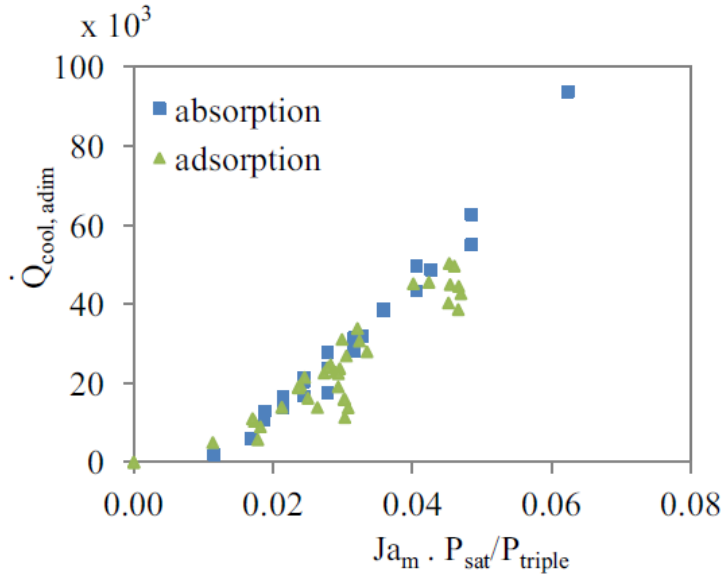 x 10³
100
80
60
40
20
0
Q̇cool, adim
absorption
adsorption
0.00 0.02 0.04 0.06 0.08
Jaₘ . Psat/Ptriple